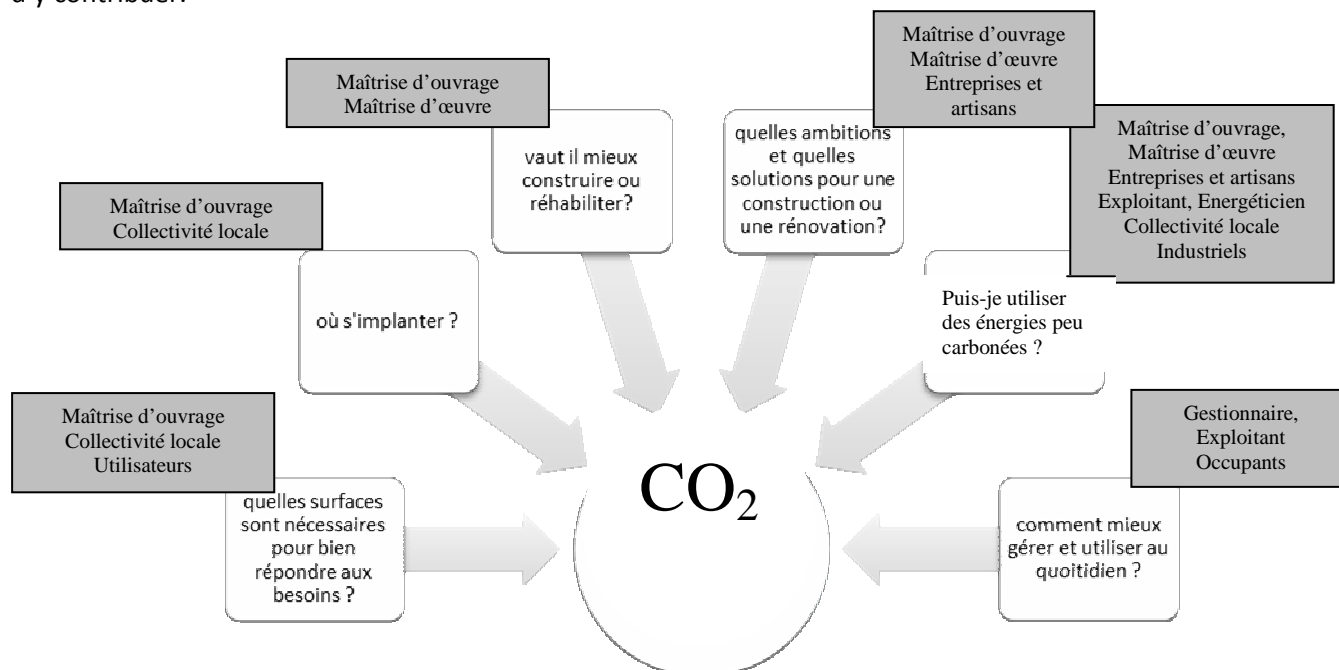 d'y contribuer.
Maîtrise d'ouvrage
Maîtrise d'œuvre
Entreprises et
artisans
Maîtrise d'ouvrage
Maîtrise d'œuvre
quelles ambitions
et quelles
solutions pour une
construction ou
une rénovation?
Maîtrise d'ouvrage,
Maîtrise d'œuvre
Entreprises et artisans
Exploitant, Energéticien
Collectivité locale
Industriels
vaut il mieux
construire ou
réhabiliter?
Maîtrise d'ouvrage
Collectivité locale
où s'implanter ?
Puis-je utiliser
des énergies peu
carbonées ?
Maîtrise d'ouvrage
Collectivité locale
Utilisateurs
Gestionnaire,
Exploitant
Occupants
CO2
quelles surfaces
sont nécessaires
pour bien
répondre aux
besoins ?
comment mieux
gérer et utiliser au
quoitidien ?